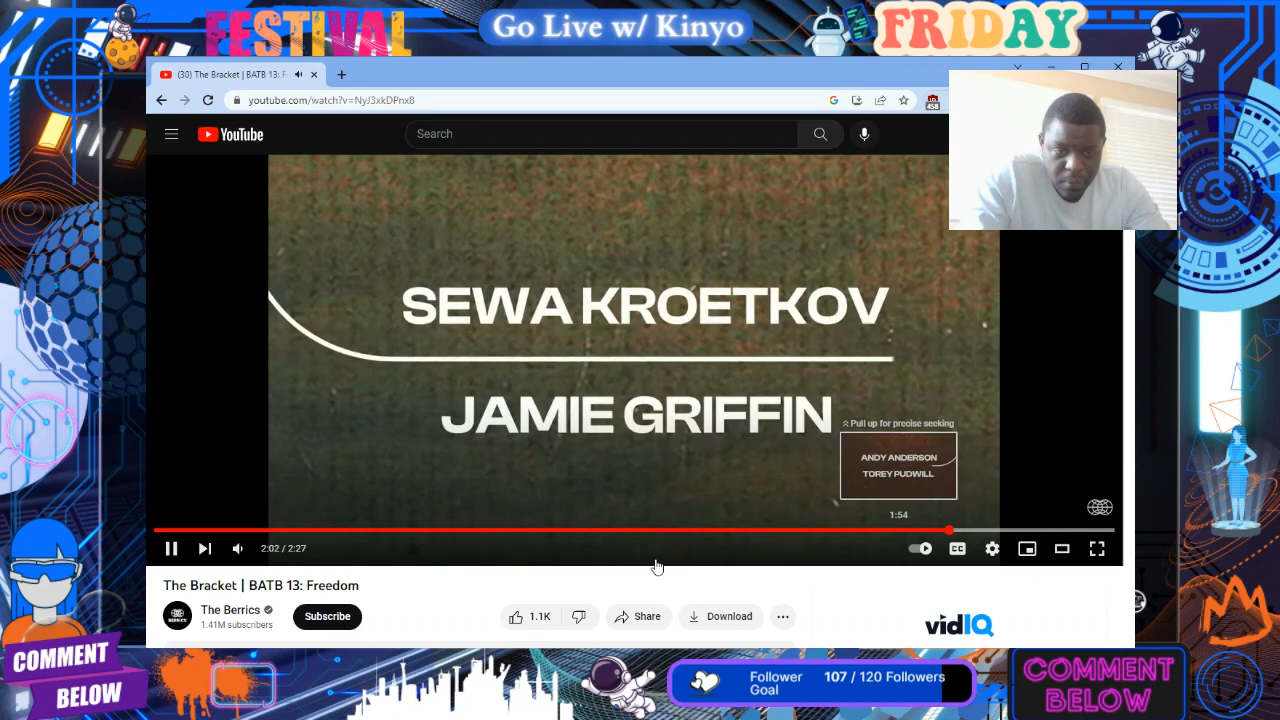 FESTIVAL
Go Live w/ Kinyo
FRIDAY
(30) The Bracket | BATB 13: F
youtube.com/watch?v=NyJ3xkDPnx8
458
YouTube
Search
SEWA KROETKOV
JAMIE GRIFFIN
Pull up for precise seeking
ANDY ANDERSON
TOREY PUDWILL
1:54
2:02 / 2:27
CC
The Bracket | BATB 13: Freedom
The Berrics
1.41M subscribers
BERRICS
Subscribe
1.1K
Share
Download
vidIQ
COMMENT
BELOW
Follower
Goal
107 / 120 Followers
COMMENT
BELOW